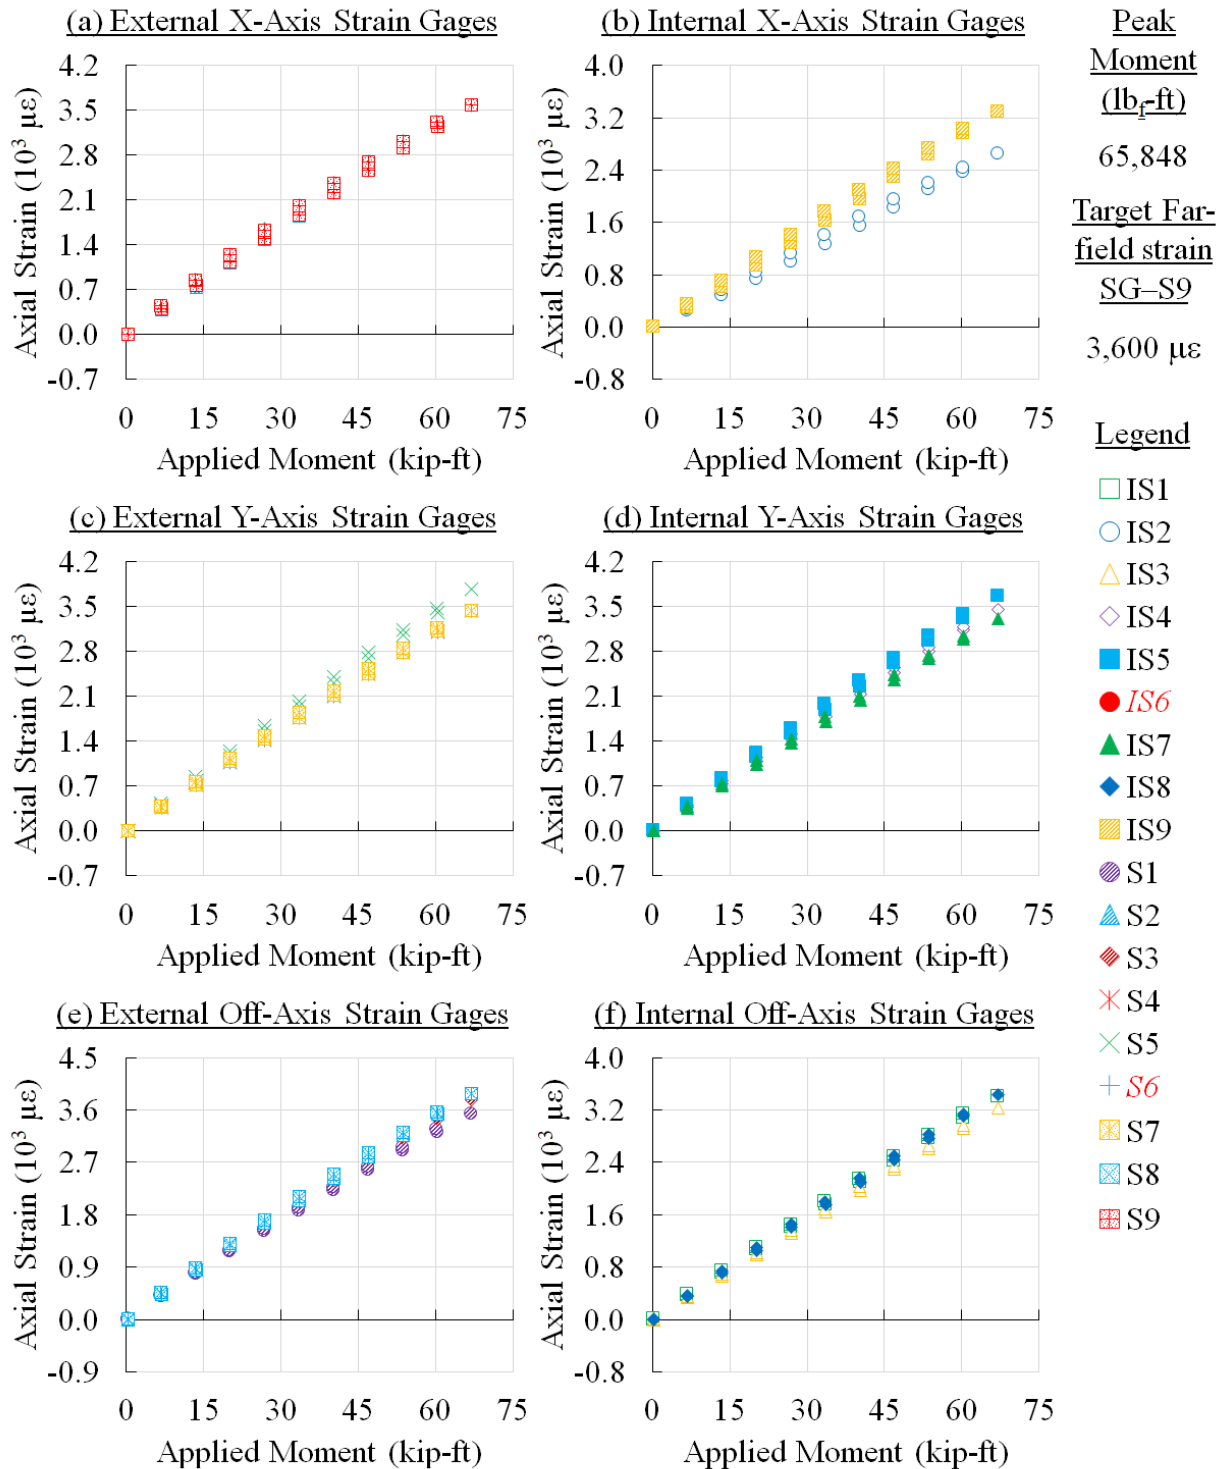 (a) External X-Axis Strain Gages
Axial Strain (10³ με)
4.2
3.5
2.8
2.1
1.4
0.7
0.0
-0.7
0 15 30 45 60 75
Applied Moment (kip-ft)
(b) Internal X-Axis Strain Gages
Axial Strain (10³ με)
4.0
3.2
2.4
1.6
0.8
0.0
-0.8
0 15 30 45 60 75
Applied Moment (kip-ft)
(c) External Y-Axis Strain Gages
Axial Strain (10³ με)
4.2
3.5
2.8
2.1
1.4
0.7
0.0
-0.7
0 15 30 45 60 75
Applied Moment (kip-ft)
(d) Internal Y-Axis Strain Gages
Axial Strain (10³ με)
4.2
3.5
2.8
2.1
1.4
0.7
0.0
-0.7
0 15 30 45 60 75
Applied Moment (kip-ft)
(e) External Off-Axis Strain Gages
Axial Strain (10³ με)
4.5
3.6
2.7
1.8
0.9
0.0
-0.9
0 15 30 45 60 75
Applied Moment (kip-ft)
(f) Internal Off-Axis Strain Gages
Axial Strain (10³ με)
4.0
3.2
2.4
1.6
0.8
0.0
-0.8
0 15 30 45 60 75
Applied Moment (kip-ft)
Peak
Moment
(lb_f-ft)
65,848
Target Far-
field strain
SG–S9
3,600 με
Legend
IS1
IS2
IS3
IS4
IS5
IS6
IS7
IS8
IS9
S1
S2
S3
S4
S5
S6
S7
S8
S9